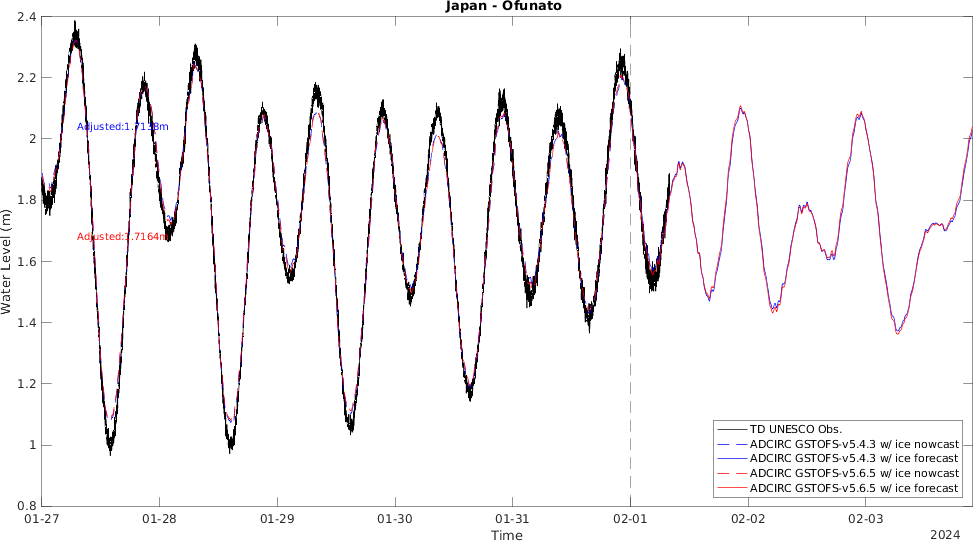 Japan - Ofunato
2.4
2.2
2
1.8
1.6
1.4
1.2
1
0.8
Water Level (m)
Adjusted:1.7138m
Adjusted:1.7164m
TD UNESCO Obs.
ADCIRC GSTOFS-v5.4.3 w/ ice nowcast
ADCIRC GSTOFS-v5.4.3 w/ ice forecast
ADCIRC GSTOFS-v5.6.5 w/ ice nowcast
ADCIRC GSTOFS-v5.6.5 w/ ice forecast
01-27 01-28 01-29 01-30 01-31 02-01 02-02 02-03
Time
2024